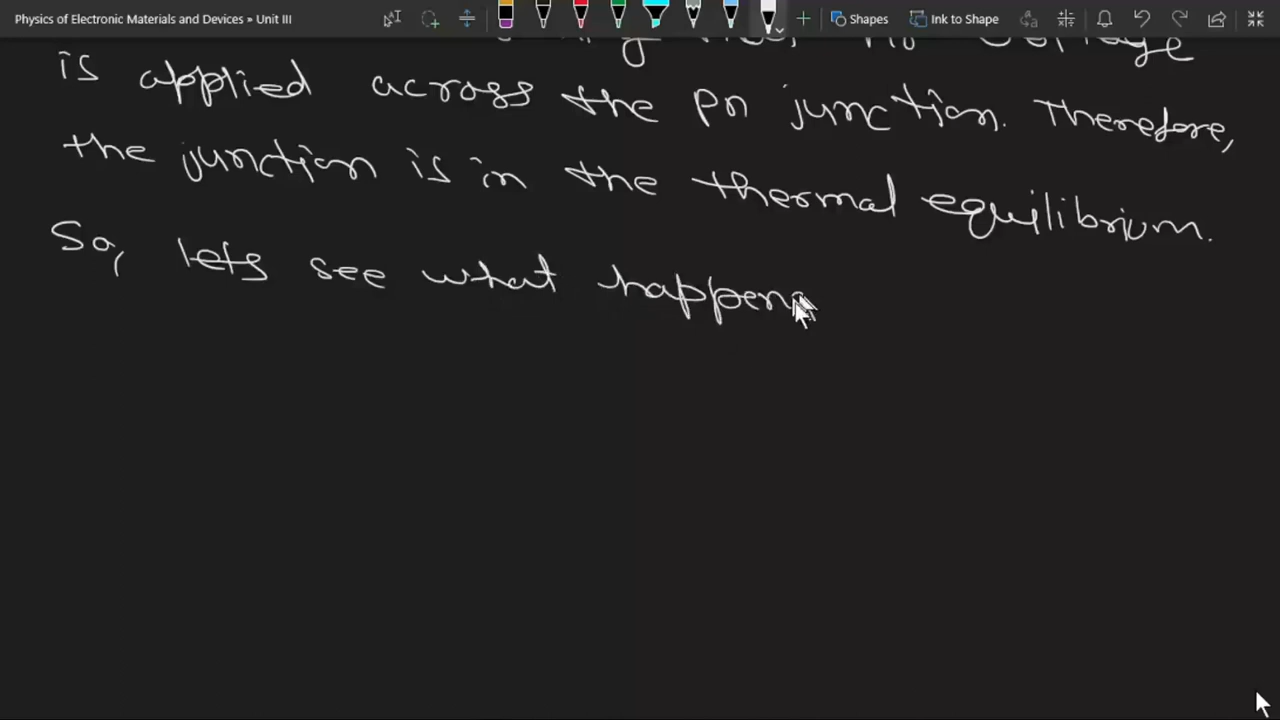 Physics of Electronic Materials and Devices » Unit III
Shapes
Ink to Shape
is applied across the pn junction. Therefore,
the junction is in the thermal equilibrium.
So, lets see what happens